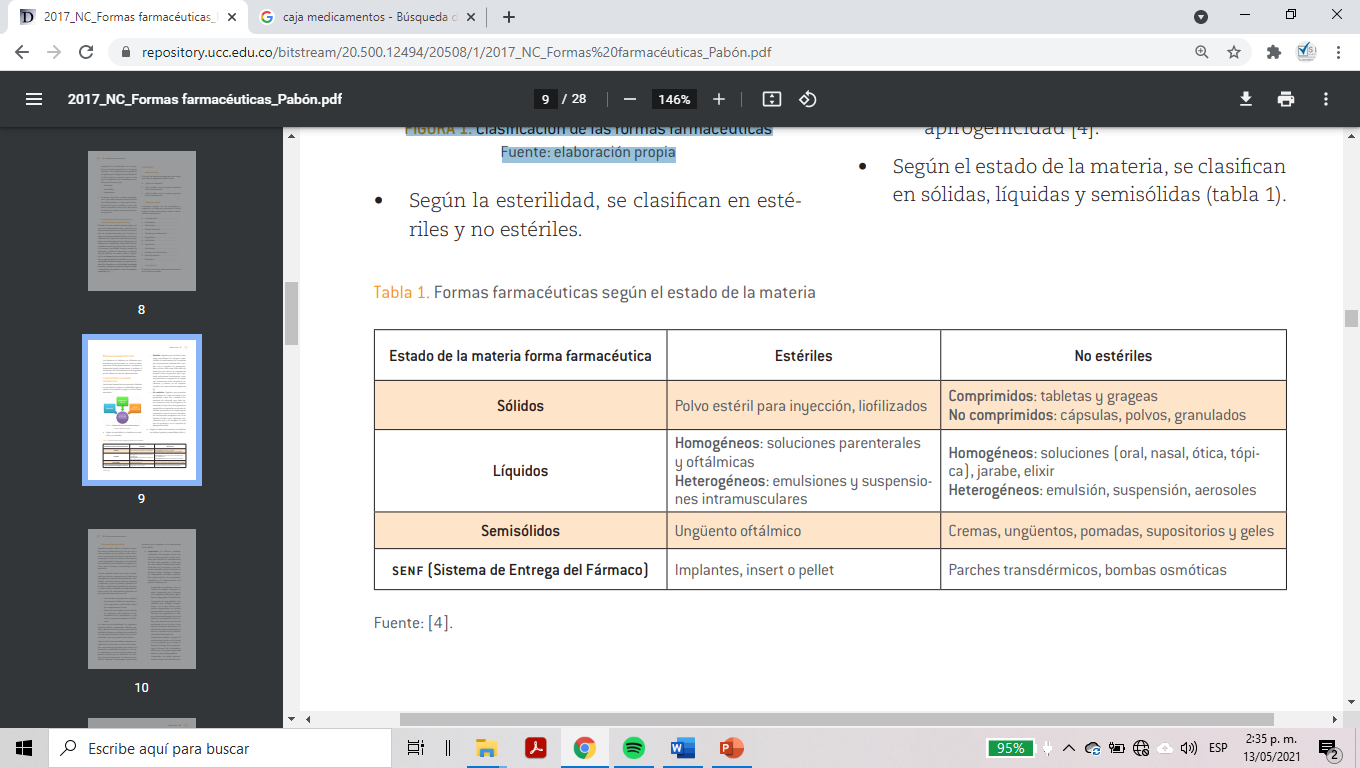 2017_NC_Formas farmacéuticas_
caja medicamentos - Búsqueda d
repository.ucc.edu.co/bitstream/20.500.12494/20508/1/2017_NC_Formas%20farmacéuticas_Pabón.pdf
2017_NC_Formas farmacéuticas_Pabón.pdf
9 / 28
146%
8
9
10
FIGURA 1. Clasificación de las formas farmacéuticas
Fuente: elaboración propia
• Según la esterilidad, se clasifican en esté-
riles y no estériles.
apirogenicidad [4].
• Según el estado de la materia, se clasifican
en sólidas, líquidas y semisólidas (tabla 1).
Tabla 1. Formas farmacéuticas según el estado de la materia
Estado de la materia forma farmacéutica
Estériles
No estériles
Sólidos
Polvo estéril para inyección, liofilizados
Comprimidos: tabletas y grageas
No comprimidos: cápsulas, polvos, granulados
Líquidos
Homogéneos: soluciones parenterales
y oftálmicas
Heterogéneos: emulsiones y suspensio-
nes intramusculares
Homogéneos: soluciones (oral, nasal, ótica, tópi-
ca), jarabe, elixir
Heterogéneos: emulsión, suspensión, aerosoles
Semisólidos
Ungüento oftálmico
Cremas, ungüentos, pomadas, supositorios y geles
SENF (Sistema de Entrega del Fármaco)
Implantes, insert o pellet
Parches transdérmicos, bombas osmóticas
Fuente: [4].
Escribe aquí para buscar
95%
ESP
2:35 p. m.
13/05/2021
2